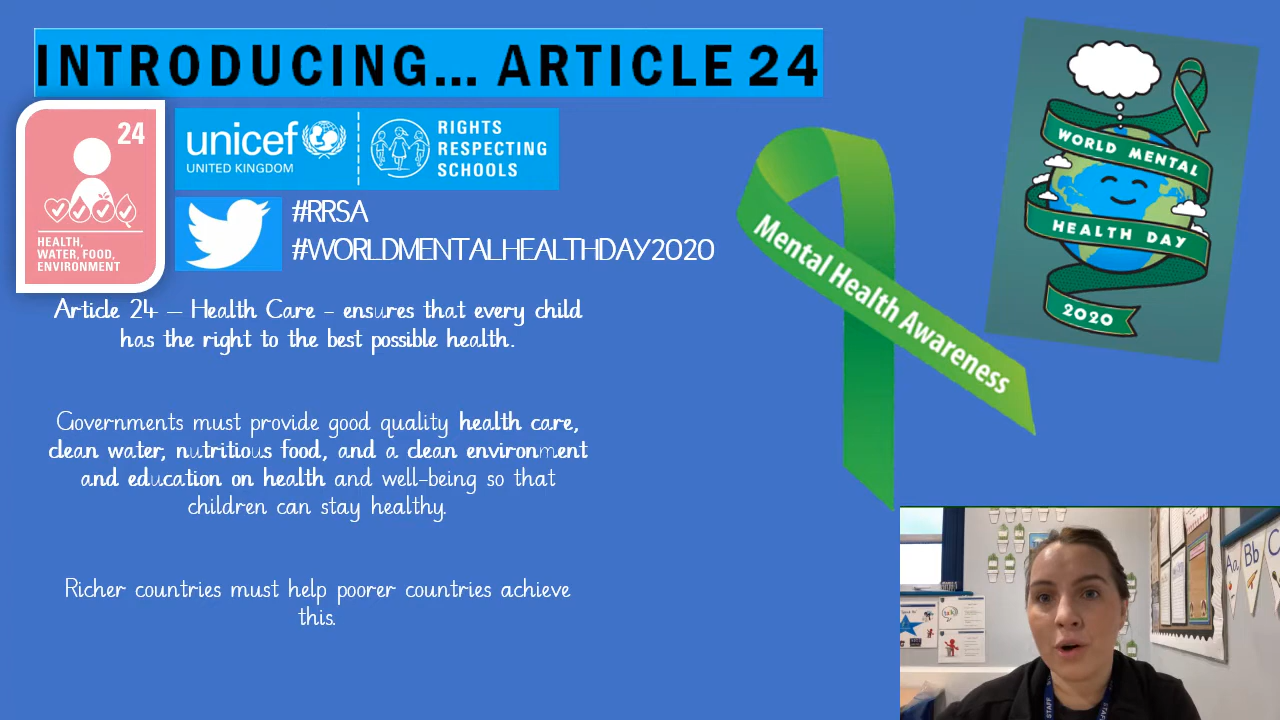 INTRODUCING... ARTICLE 24
24
HEALTH,
WATER, FOOD,
ENVIRONMENT
unicef
UNITED KINGDOM
RIGHTS
RESPECTING
SCHOOLS
#RRSA
#WORLDMENTALHEALTHDAY2020
Article 24 – Health Care - ensures that every child
has the right to the best possible health.
Governments must provide good quality health care,
clean water, nutritious food, and a clean environment
and education on health and well-being so that
children can stay healthy.
Richer countries must help poorer countries achieve
this.
Mental Health Awareness
WORLD MENTAL
HEALTH DAY
2020
Aa
Bb
C
STAFF